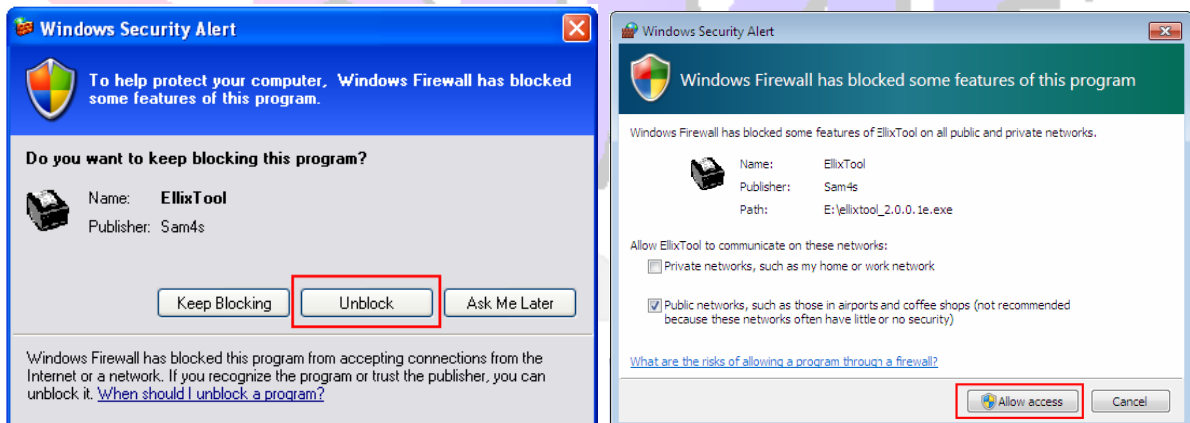 Windows Security Alert
To help protect your computer, Windows Firewall has blocked
some features of this program.
Do you want to keep blocking this program?
Name: EllixTool
Publisher: Sam4s
Keep Blocking
Unblock
Ask Me Later
Windows Firewall has blocked this program from accepting connections from the
Internet or a network. If you recognize the program or trust the publisher, you can
unblock it. When should I unblock a program?
Windows Security Alert
Windows Firewall has blocked some features of this program
Windows Firewall has blocked some features of EllixTool on all public and private networks.
Name: EllixTool
Publisher: Sam4s
Path: E:\ellixtool_2.0.0.1e.exe
Allow EllixTool to communicate on these networks:
Private networks, such as my home or work network
Public networks, such as those in airports and coffee shops (not recommended
because these networks often have little or no security)
What are the risks of allowing a program through a firewall?
Allow access
Cancel